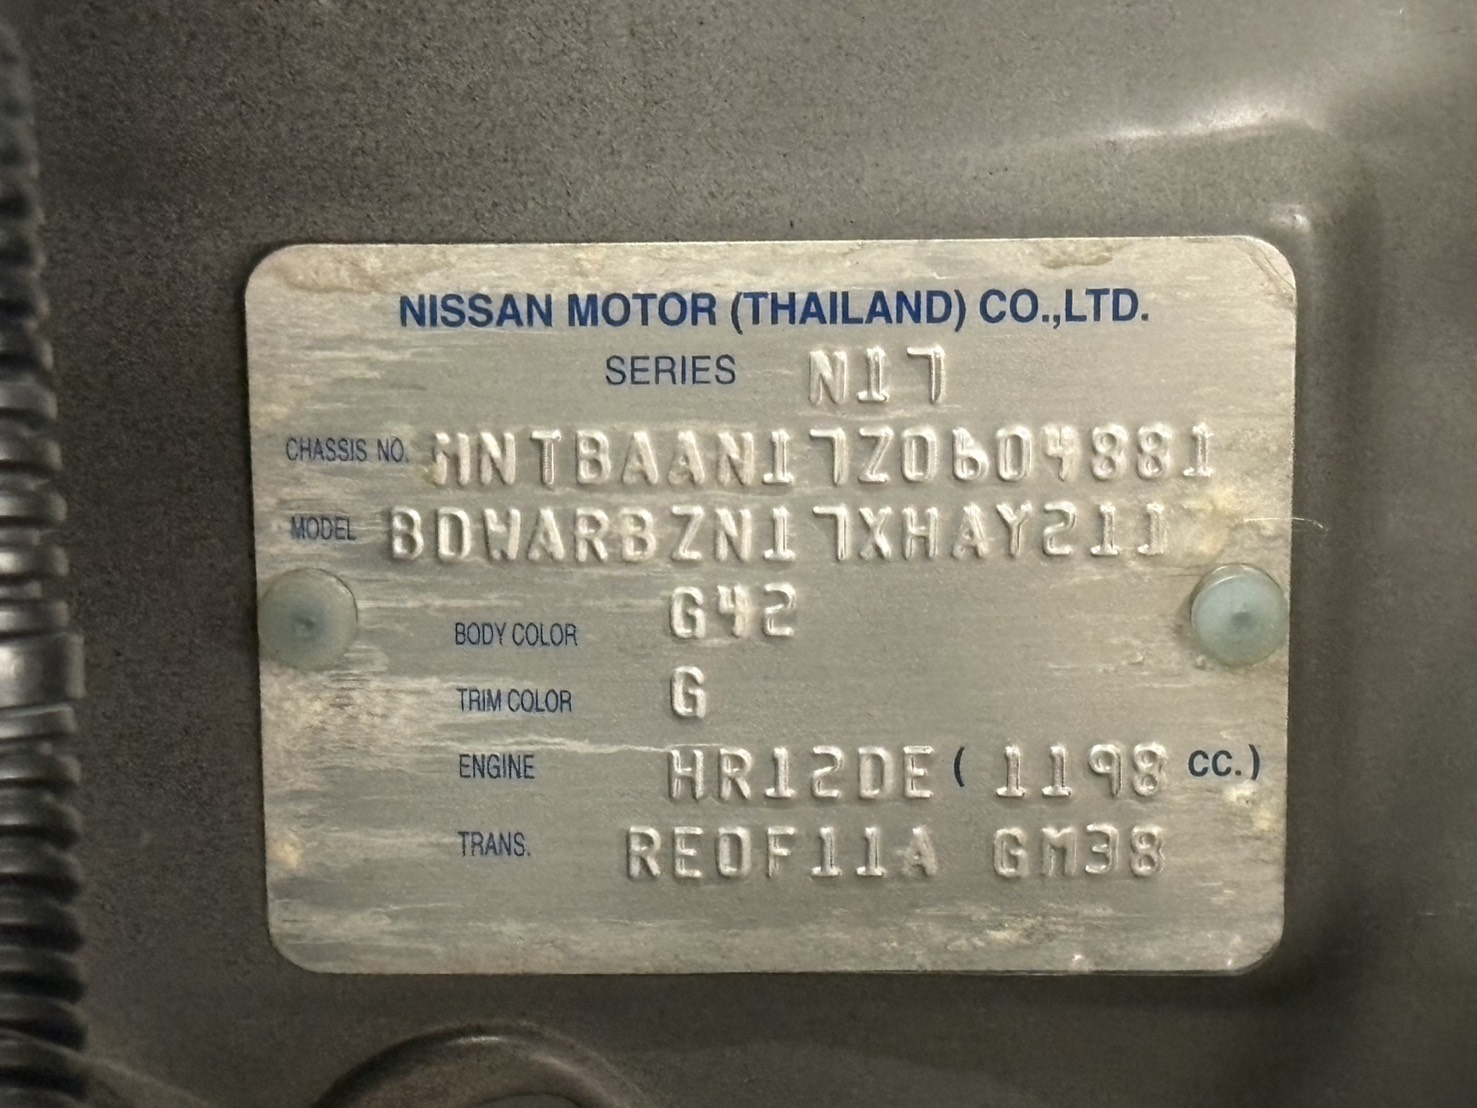 NISSAN MOTOR (THAILAND) CO.,LTD.
SERIES N17
CHASSIS NO. MNTBAAN17Z0604881
MODEL BDWARBZN17XHAY211
BODY COLOR G42
TRIM COLOR G
ENGINE HR12DE ( 1198 CC.)
TRANS. RE0F11A GM38